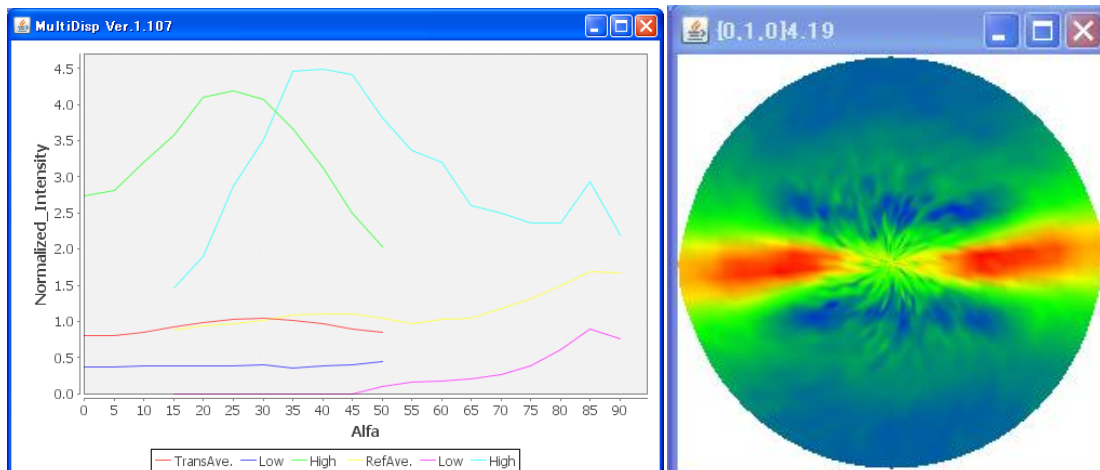 MultiDisp Ver.1.107
4.5
4.0
3.5
3.0
2.5
2.0
1.5
1.0
0.5
0.0
Normalized_Intensity
0 5 10 15 20 25 30 35 40 45 50 55 60 65 70 75 80 85 90
Alfa
TransAve. Low High RefAve. Low High
[0,1,0]4.19